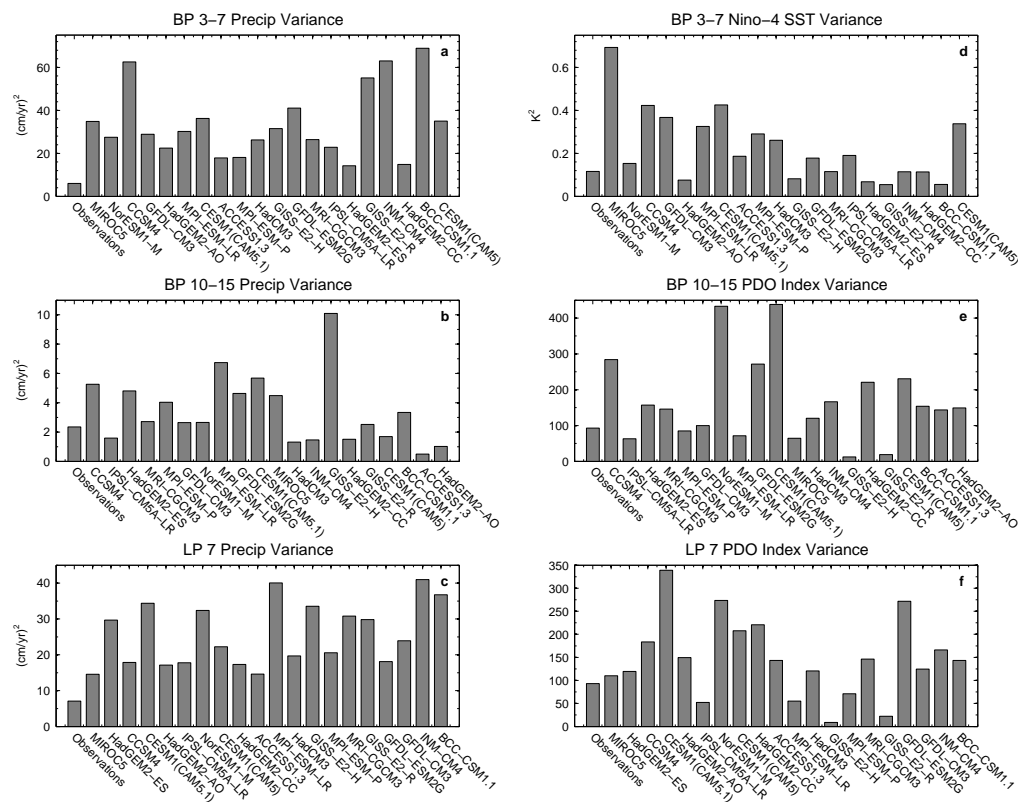 BP 3−7 Precip Variance
a
(cm/yr)²
60
40
20
0
Observations
MIROC5
NorESM1−M
CCSM4
GFDL−CM3
HadGEM2−AO
MPI−ESM−LR
CESM1(CAM5.1)
ACCESS1.3
MPI−ESM−P
HadCM3
GISS−E2−H
GFDL−ESM2G
MRI−CGCM3
IPSL−CM5A−LR
HadGEM2−ES
GISS−E2−R
INM−CM4
HadGEM2−CC
BCC−CSM1.1
CESM1(CAM5)
BP 3−7 Nino−4 SST Variance
d
K²
0.8
0.6
0.4
0.2
0
Observations
MIROC5
NorESM1−M
CCSM4
GFDL−CM3
HadGEM2−AO
MPI−ESM−LR
CESM1(CAM5.1)
ACCESS1.3
MPI−ESM−P
HadCM3
GISS−E2−H
GFDL−ESM2G
MRI−CGCM3
IPSL−CM5A−LR
HadGEM2−ES
GISS−E2−R
INM−CM4
HadGEM2−CC
BCC−CSM1.1
CESM1(CAM5)
BP 10−15 Precip Variance
b
(cm/yr)²
10
8
6
4
2
0
Observations
CCSM4
IPSL−CM5A−LR
HadGEM2−ES
MRI−CGCM3
MPI−ESM−P
GFDL−CM3
NorESM1−M
MPI−ESM−LR
GFDL−ESM2G
CESM1(CAM5.1)
MIROC5
HadCM3
INM−CM4
GISS−E2−H
HadGEM2−CC
GISS−E2−R
CESM1(CAM5)
BCC−CSM1.1
ACCESS1.3
HadGEM2−AO
BP 10−15 PDO Index Variance
e
400
300
200
100
0
Observations
CCSM4
IPSL−CM5A−LR
HadGEM2−ES
MRI−CGCM3
MPI−ESM−P
GFDL−CM3
NorESM1−M
MPI−ESM−LR
GFDL−ESM2G
CESM1(CAM5.1)
MIROC5
HadCM3
INM−CM4
GISS−E2−H
HadGEM2−CC
GISS−E2−R
CESM1(CAM5)
BCC−CSM1.1
ACCESS1.3
HadGEM2−AO
LP 7 Precip Variance
c
(cm/yr)²
40
30
20
10
0
Observations
MIROC5
HadGEM2−ES
CCSM4
CESM1(CAM5.1)
HadGEM2−AO
IPSL−CM5A−LR
NorESM1−M
CESM1(CAM5)
HadGEM2−CC
ACCESS1.3
MPI−ESM−LR
HadCM3
GISS−E2−H
MPI−ESM−P
MRI−CGCM3
GISS−E2−R
GFDL−ESM2G
GFDL−CM3
INM−CM4
BCC−CSM1.1
LP 7 PDO Index Variance
f
350
300
250
200
150
100
50
0
Observations
MIROC5
HadGEM2−ES
CCSM4
CESM1(CAM5.1)
HadGEM2−AO
IPSL−CM5A−LR
NorESM1−M
CESM1(CAM5)
HadGEM2−CC
ACCESS1.3
MPI−ESM−LR
HadCM3
GISS−E2−H
MPI−ESM−P
MRI−CGCM3
GISS−E2−R
GFDL−ESM2G
GFDL−CM3
INM−CM4
BCC−CSM1.1